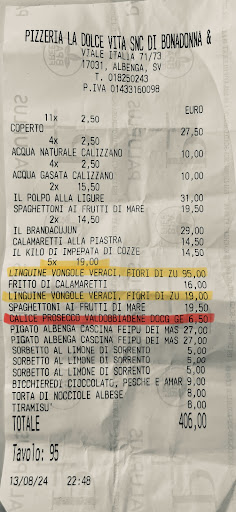 PIZZERIA LA DOLCE VITA SNC DI BONADONNA &
VIALE ITALIA 71/73
17031, ALBENGA, SV
T. 018250243
P.IVA 01433160098
EURO
11x 2,50
COPERTO 27,50
4x 2,50
ACQUA NATURALE CALIZZANO 10,00
4x 2,50
ACQUA GASATA CALIZZANO 10,00
2x 15,50
IL POLPO ALLA LIGURE 31,00
SPAGHETTONI AI FRUTTI DI MARE 19,50
IL BRANDACUJUN 29,00
CALAMARETTI ALLA PIASTRA 14,50
IL KILO DI IMPEPATA DI COZZE 14,50
5x 19,00
LINGUINE VONGOLE VERACI, FIORI DI ZU 95,00
FRITTO DI CALAMARETTI 16,00
LINGUINE VONGOLE VERACI, FIORI DI ZU 19,00
SPAGHETTONI AI FRUTTI DI MARE 19,50
CALICE PROSECCO VALDOBBIADENE DOCG GE 6,50
PIGATO ALBENGA CASCINA FEIPU DEI MAS 27,00
PIGATO ALBENGA CASCINA FEIPU DEI MAS 27,00
SORBETTO AL LIMONE DI SORRENTO 5,00
SORBETTO AL LIMONE DI SORRENTO 5,00
SORBETTO AL LIMONE DI SORRENTO 5,00
BICCHIERE CIOCCOLATO, PESCHE E AMAR 9,00
TORTA DI NOCCIOLE ALBESE 8,00
TIRAMISU' 8,00
TOTALE 406,00
Tavolo: 95
13/08/24 22:48